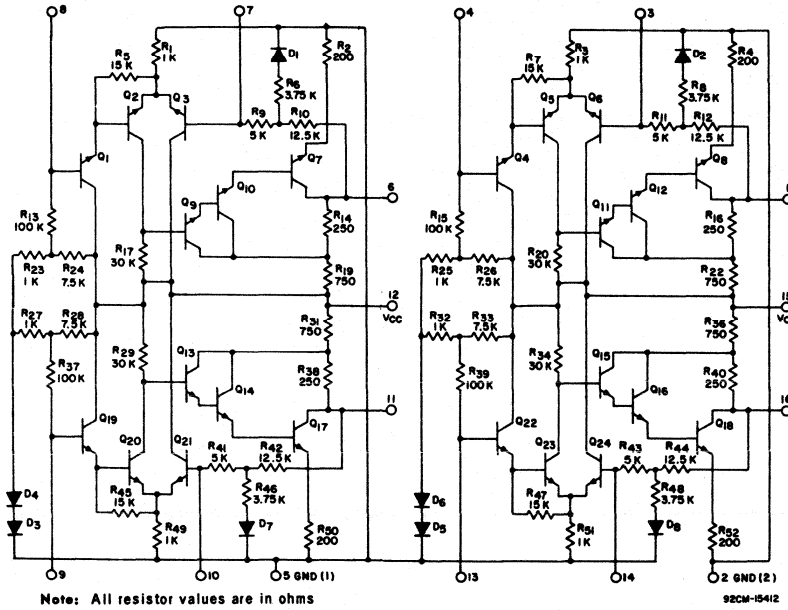 8 7 4 3
R1 1K
R5 15K
D1
R2 200
R3 1K
R7 15K
D2
R4 200
Q2 Q3
R6 3.75K
Q5 Q6
R8 3.75K
R9 5K
R10 12.5K
R11 5K
R12 12.5K
Q1
Q7
Q10
Q4
Q8
Q12
6
Q9
Q11
R13 100K
R14 250
R15 100K
R16 250
R17 30K
R20 30K
R23 1K
R24 7.5K
R19 750
R25 1K
R26 7.5K
R22 750
12
VCC
VCC
R27 1K
R28 7.5K
R31 750
R32 1K
R33 7.5K
R36 750
R29 30K
R34 30K
Q13
Q15
R37 100K
R38 250
R39 100K
R40 250
Q14
Q16
11
16
Q19
Q17
Q22
Q18
Q20 Q21
R41 5K
R42 12.5K
Q23 Q24
R43 5K
R44 12.5K
R46 3.75K
R48 3.75K
D4
R45 15K
D6
R47 15K
D3
R49 1K
D7
R50 200
D5
R51 1K
D8
R52 200
9 10 5 GND (1) 13 14 2 GND (2)
Note: All resistor values are in ohms
92CM-15412